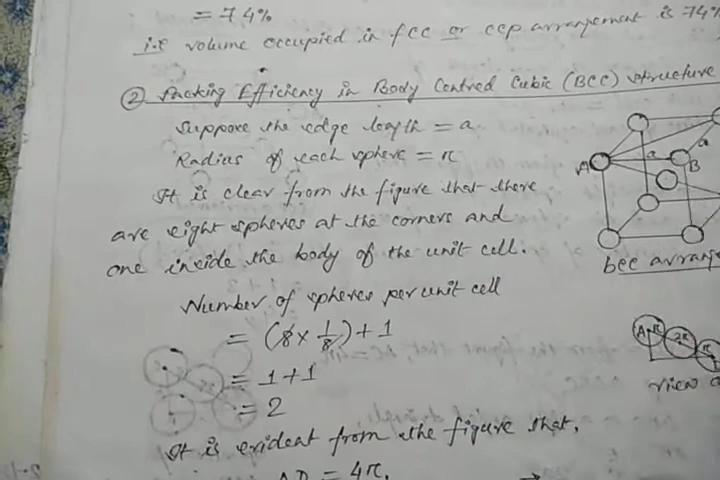 = 74%
i.e volume occupied in fcc or ccp arrangement is 74%
② Packing Efficiency in Body Centred Cubic (BCC) structure
Suppose the edge length = a
Radius of each sphere = r
It is clear from the figure that there
are eight spheres at the corners and
one inside the body of the unit cell.
Number of spheres per unit cell
= (8 x 1/8) + 1
= 1+1
= 2
It is evident from the figure that,
AD = 4r,
A
a
a
B
bcc arrang
A r 2r r
view